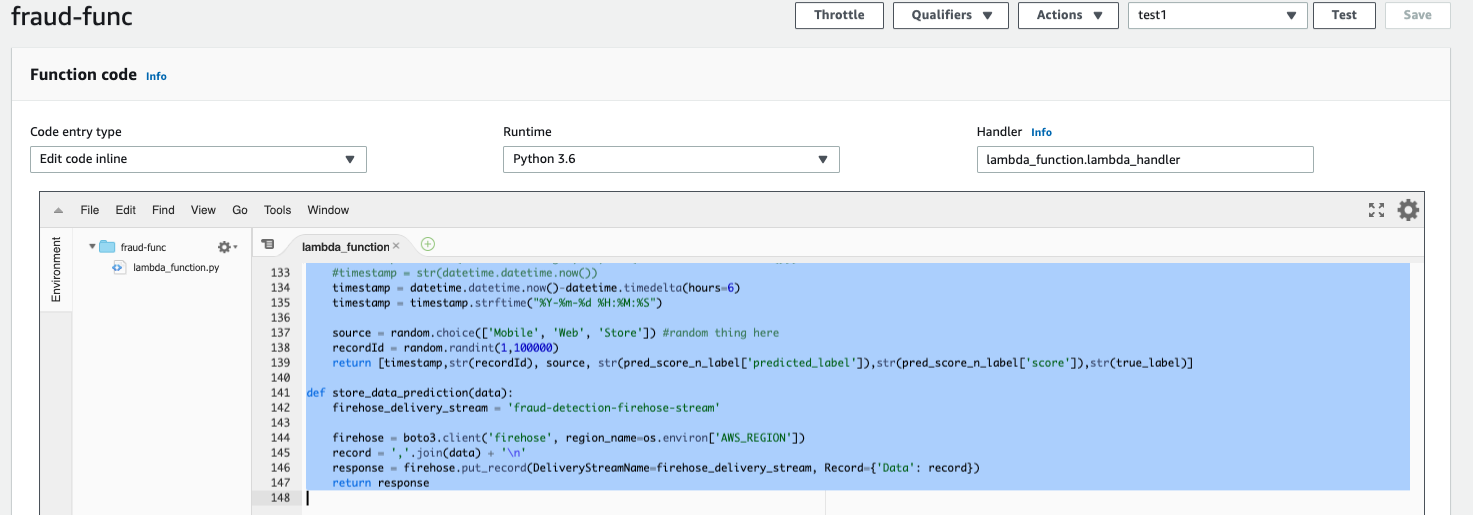 fraud-func
Throttle Qualifiers Actions test1 Test Save
Function code Info
Code entry type Runtime Handler Info
Edit code inline Python 3.6 lambda_function.lambda_handler
File Edit Find View Go Tools Window
Environment
fraud-func
lambda_function.py
lambda_function
133 #timestamp = str(datetime.datetime.now())
134 timestamp = datetime.datetime.now()-datetime.timedelta(hours=6)
135 timestamp = timestamp.strftime("%Y-%m-%d %H:%M:%S")
136
137 source = random.choice(['Mobile', 'Web', 'Store']) #random thing here
138 recordId = random.randint(1,100000)
139 return [timestamp,str(recordId), source, str(pred_score_n_label['predicted_label']),str(pred_score_n_label['score']),str(true_label)]
140
141 def store_data_prediction(data):
142 firehose_delivery_stream = 'fraud-detection-firehose-stream'
143
144 firehose = boto3.client('firehose', region_name=os.environ['AWS_REGION'])
145 record = ','.join(data) + '\n'
146 response = firehose.put_record(DeliveryStreamName=firehose_delivery_stream, Record={'Data': record})
147 return response
148